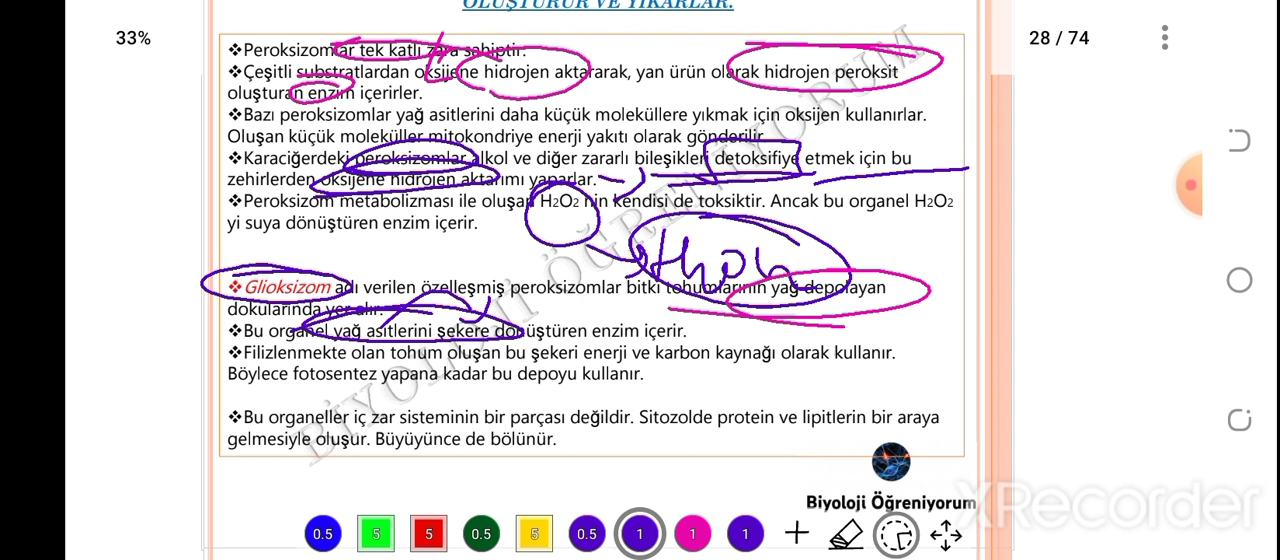 OLUŞTURUR VE YIKARLAR.
33%
28 / 74
❖Peroksizomlar tek katlı zara sahiptir.
❖Çeşitli substratlardan oksijene hidrojen aktararak, yan ürün olarak hidrojen peroksit
oluşturan enzim içerirler.
❖Bazı peroksizomlar yağ asitlerini daha küçük moleküllere yıkmak için oksijen kullanırlar.
Oluşan küçük moleküller mitokondriye enerji yakıtı olarak gönderilir.
❖Karaciğerdeki peroksizomlar alkol ve diğer zararlı bileşikleri detoksifiye etmek için bu
zehirlerden oksijene hidrojen aktarımı yaparlar.
❖Peroksizom metabolizması ile oluşan H₂O₂ nin kendisi de toksiktir. Ancak bu organel H₂O₂
yi suya dönüştüren enzim içerir.
❖Glioksizom adı verilen özelleşmiş peroksizomlar bitki tohumlarının yağ depolayan
dokularında yer alır.
❖Bu organel yağ asitlerini şekere dönüştüren enzim içerir.
❖Filizlenmekte olan tohum oluşan bu şekeri enerji ve karbon kaynağı olarak kullanır.
Böylece fotosentez yapana kadar bu depoyu kullanır.
❖Bu organeller iç zar sisteminin bir parçası değildir. Sitozolde protein ve lipitlerin bir araya
gelmesiyle oluşur. Büyüyünce de bölünür.
BİYOLOJİ ÖĞRENİYORUM
Biyoloji Öğreniyorum
XRecorder
0.5 5 5 0.5 5 0.5 1 1 1